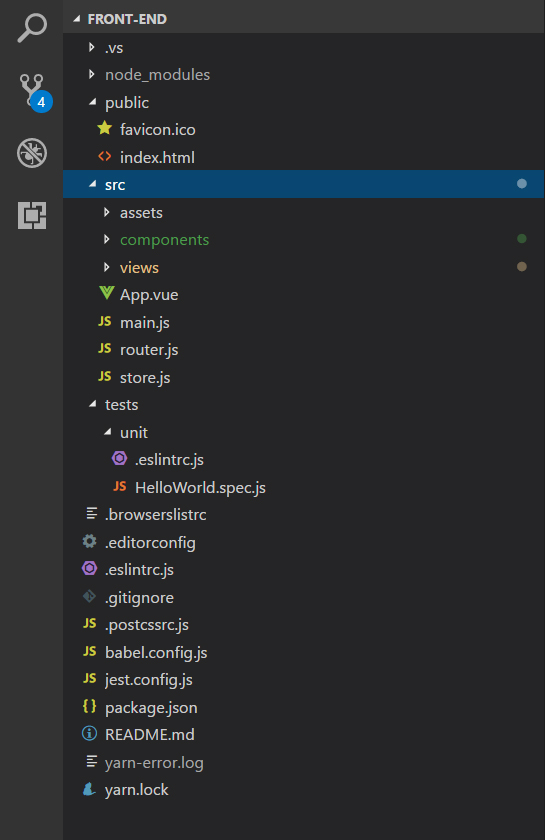 FRONT-END
.vs
node_modules
public
favicon.ico
<> index.html
src
assets
components
views
App.vue
JS main.js
JS router.js
JS store.js
tests
unit
.eslintrc.js
JS HelloWorld.spec.js
.browserslistrc
.editorconfig
.eslintrc.js
.gitignore
JS .postcssrc.js
JS babel.config.js
JS jest.config.js
{ } package.json
README.md
yarn-error.log
yarn.lock
4